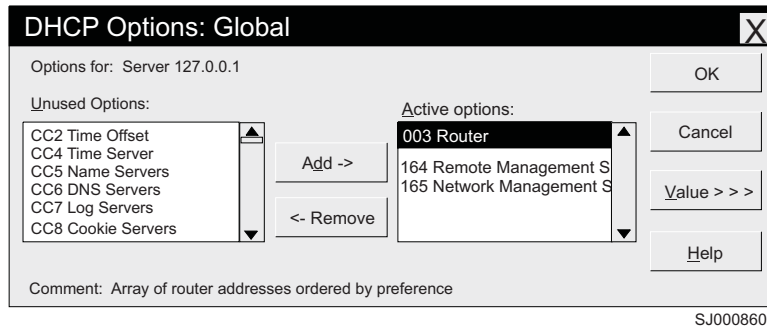 DHCP Options: Global
X
Options for: Server 127.0.0.1
Unused Options:
CC2 Time Offset
CC4 Time Server
CC5 Name Servers
CC6 DNS Servers
CC7 Log Servers
CC8 Cookie Servers
Add ->
<- Remove
Active options:
003 Router
164 Remote Management S
165 Network Management S
OK
Cancel
Value > > >
Help
Comment: Array of router addresses ordered by preference
SJ000860